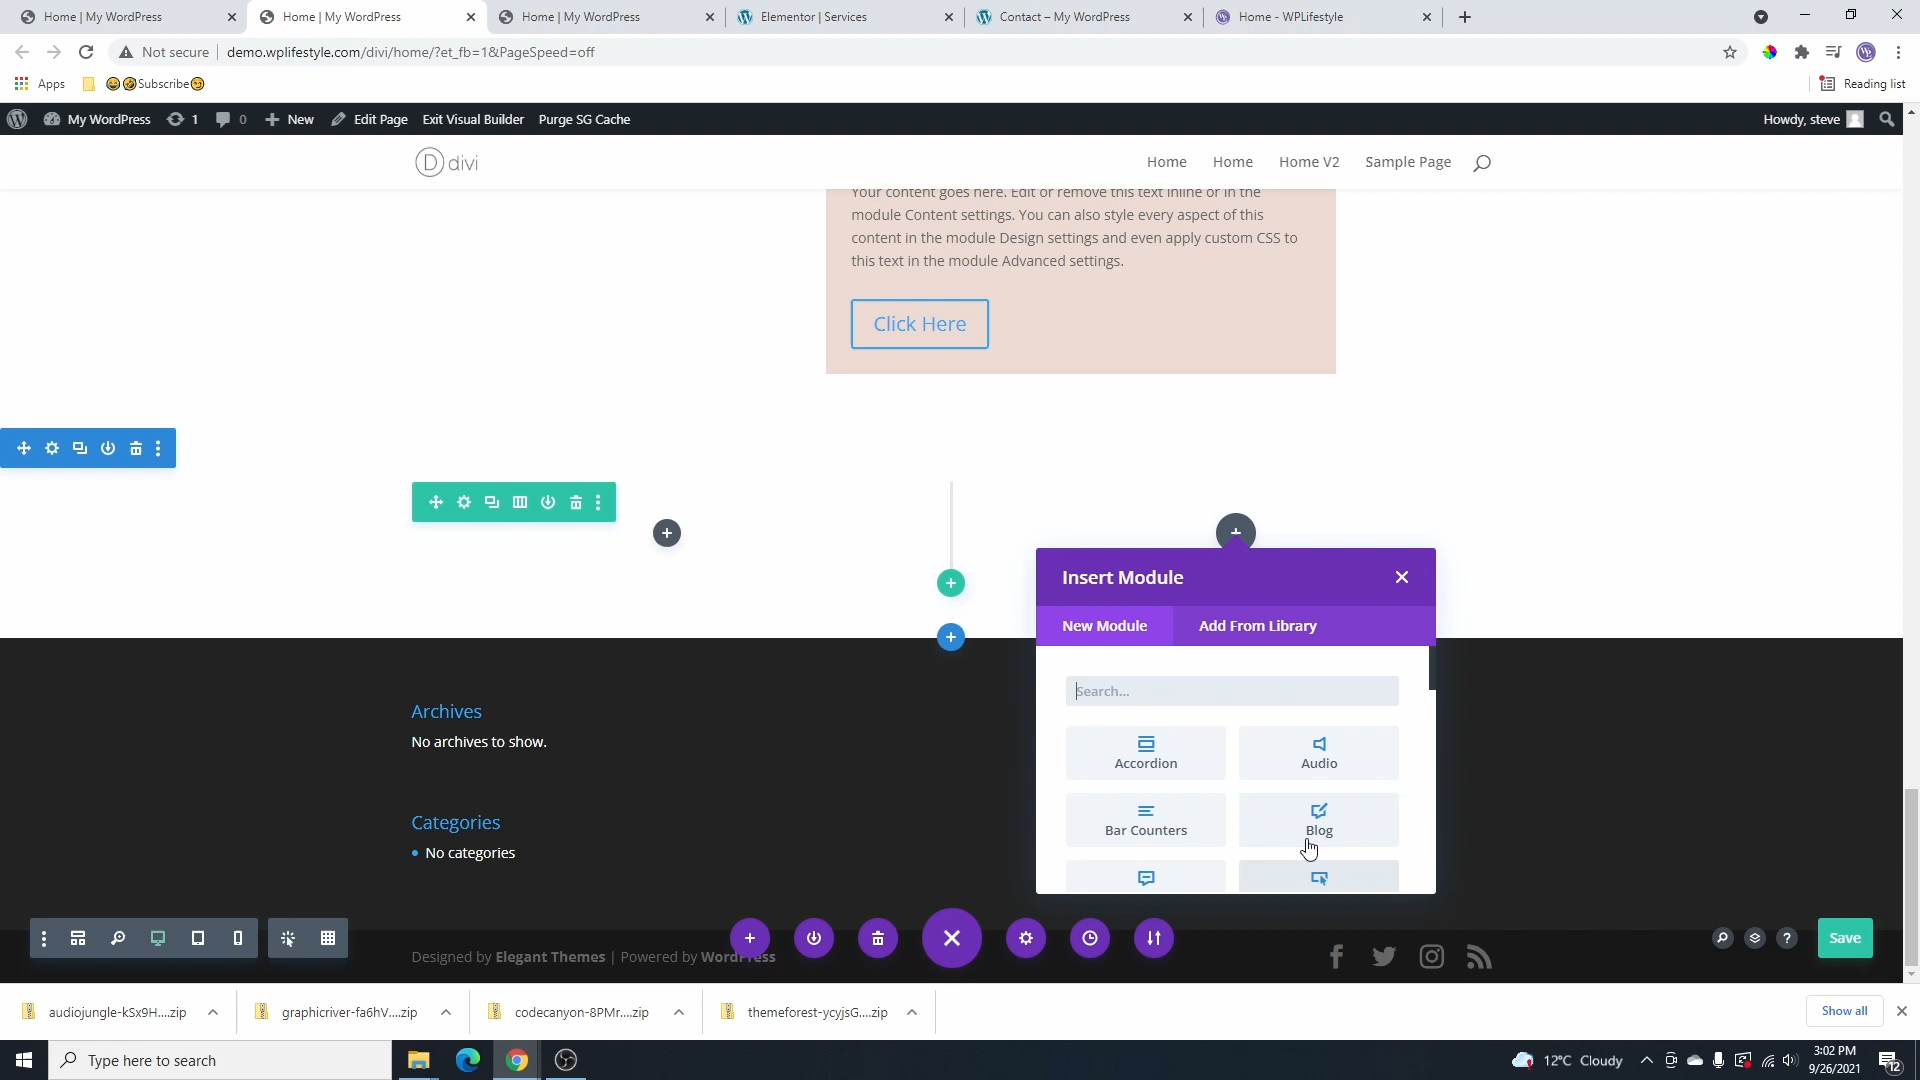 Home | My WordPress
Home | My WordPress
Home | My WordPress
Elementor | Services
Contact – My WordPress
Home - WPLifestyle
Not secure
demo.wplifestyle.com/divi/home/?et_fb=1&PageSpeed=off
Apps
😂🤣Subscribe😏
Reading list
My WordPress
1
0
New
Edit Page
Exit Visual Builder
Purge SG Cache
Howdy, steve
D divi
Home
Home
Home V2
Sample Page
Your content goes here. Edit or remove this text inline or in the
module Content settings. You can also style every aspect of this
content in the module Design settings and even apply custom CSS to
this text in the module Advanced settings.
Click Here
Insert Module
New Module
Add From Library
Search...
Accordion
Audio
Bar Counters
Blog
Archives
No archives to show.
Categories
No categories
Save
Designed by Elegant Themes | Powered by WordPress
audiojungle-kSx9H....zip
graphicriver-fa6hV....zip
codecanyon-8PMr....zip
themeforest-ycyjsG....zip
Show all
Type here to search
12°C Cloudy
3:02 PM
9/26/2021
12